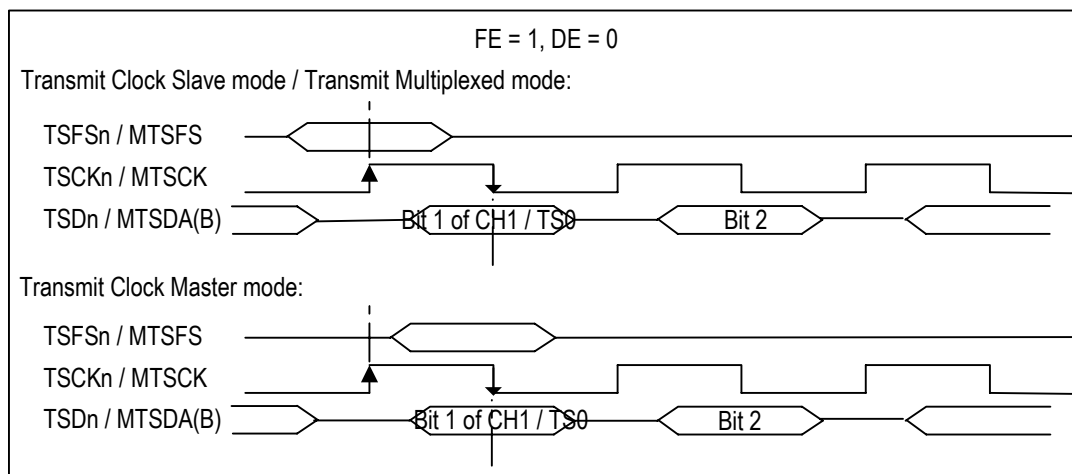 FE = 1, DE = 0
Transmit Clock Slave mode / Transmit Multiplexed mode:
TSFSn / MTSFS
TSCKn / MTSCK
TSDn / MTSDA(B)
Bit 1 of CH1 / TS0
Bit 2
Transmit Clock Master mode:
TSFSn / MTSFS
TSCKn / MTSCK
TSDn / MTSDA(B)
Bit 1 of CH1 / TS0
Bit 2